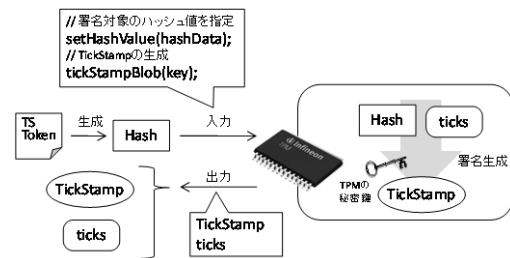 // 署名対象のハッシュ値を指定
setHashValue(hashData);
// TickStampの生成
tickStampBlob(key);
TS
Token
生成
Hash
入力
Infineon
TPM
Hash
ticks
署名生成
TPMの
秘密鍵
TickStamp
出力
TickStamp
ticks
TickStamp
ticks